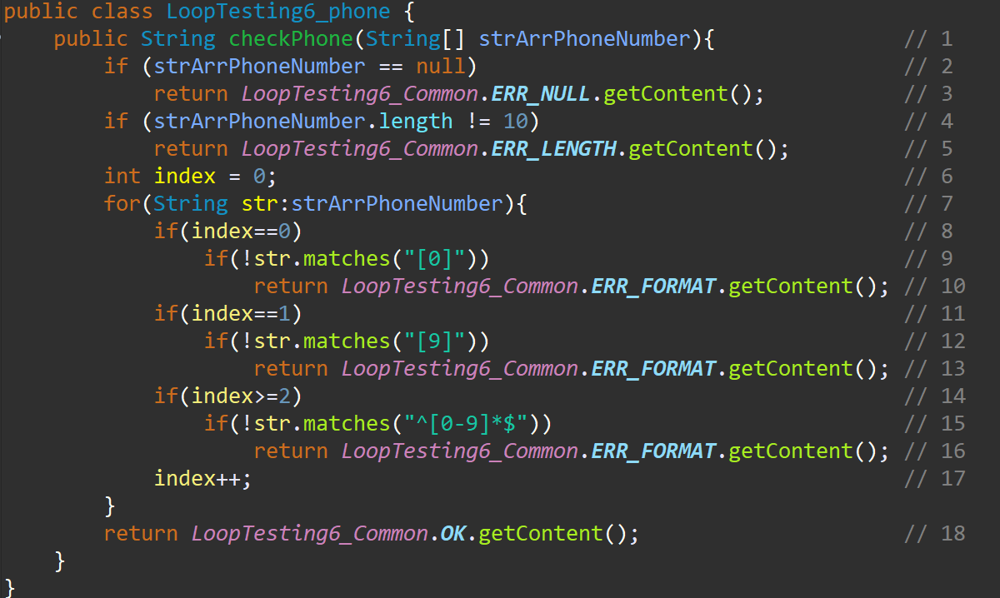 public class LoopTesting6_phone {
    public String checkPhone(String[] strArrPhoneNumber){ // 1
        if (strArrPhoneNumber == null) // 2
            return LoopTesting6_Common.ERR_NULL.getContent(); // 3
        if (strArrPhoneNumber.length != 10) // 4
            return LoopTesting6_Common.ERR_LENGTH.getContent(); // 5
        int index = 0; // 6
        for(String str:strArrPhoneNumber){ // 7
            if(index==0) // 8
                if(!str.matches("[0]")) // 9
                    return LoopTesting6_Common.ERR_FORMAT.getContent(); // 10
            if(index==1) // 11
                if(!str.matches("[9]")) // 12
                    return LoopTesting6_Common.ERR_FORMAT.getContent(); // 13
            if(index>=2) // 14
                if(!str.matches("^[0-9]*$")) // 15
                    return LoopTesting6_Common.ERR_FORMAT.getContent(); // 16
            index++; // 17
        }
        return LoopTesting6_Common.OK.getContent(); // 18
    }
}